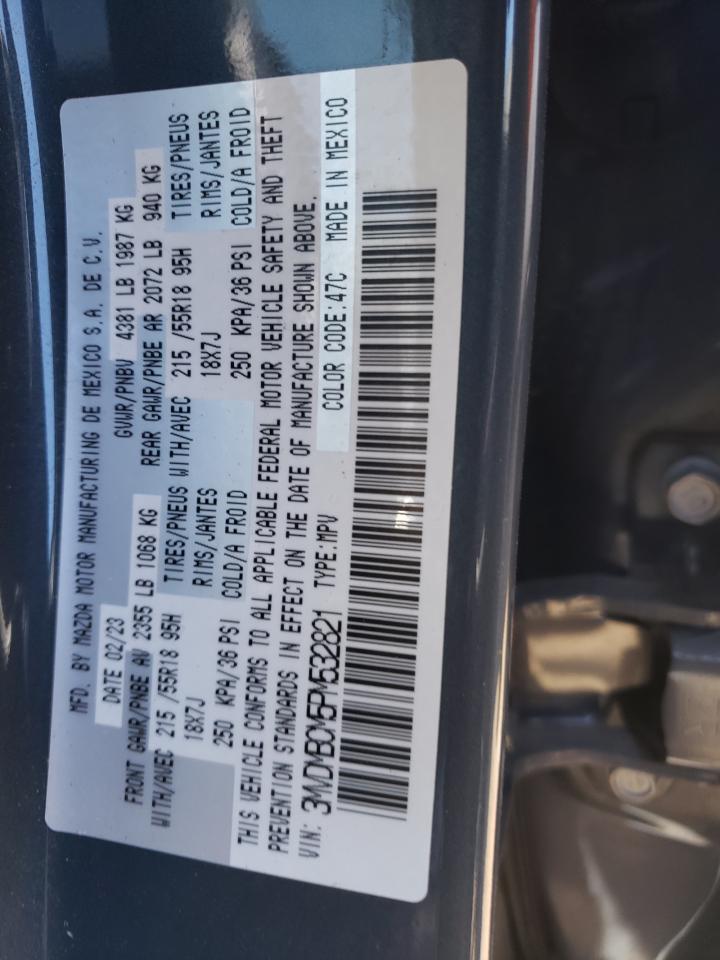 MFD. BY MAZDA MOTOR MANUFACTURING DE MEXICO S.A. DE C.V.
DATE 02/23 GVWR/PNBV 4381 LB 1987 KG
FRONT GAWR/PNBE AV 2355 LB 1068 KG REAR GAWR/PNBE AR 2072 LB 940 KG
WITH/AVEC 215 /55R18 95H TIRES/PNEUS WITH/AVEC 215 /55R18 95H TIRES/PNEUS
18X7J RIMS/JANTES 18X7J RIMS/JANTES
250 KPA/36 PSI COLD/A FROID 250 KPA/36 PSI COLD/A FROID
THIS VEHICLE CONFORMS TO ALL APPLICABLE FEDERAL MOTOR VEHICLE SAFETY AND THEFT
PREVENTION STANDARDS IN EFFECT ON THE DATE OF MANUFACTURE SHOWN ABOVE.
VIN: 3MVDMBCM5PM532821 TYPE:MPV COLOR CODE:47C MADE IN MEXICO